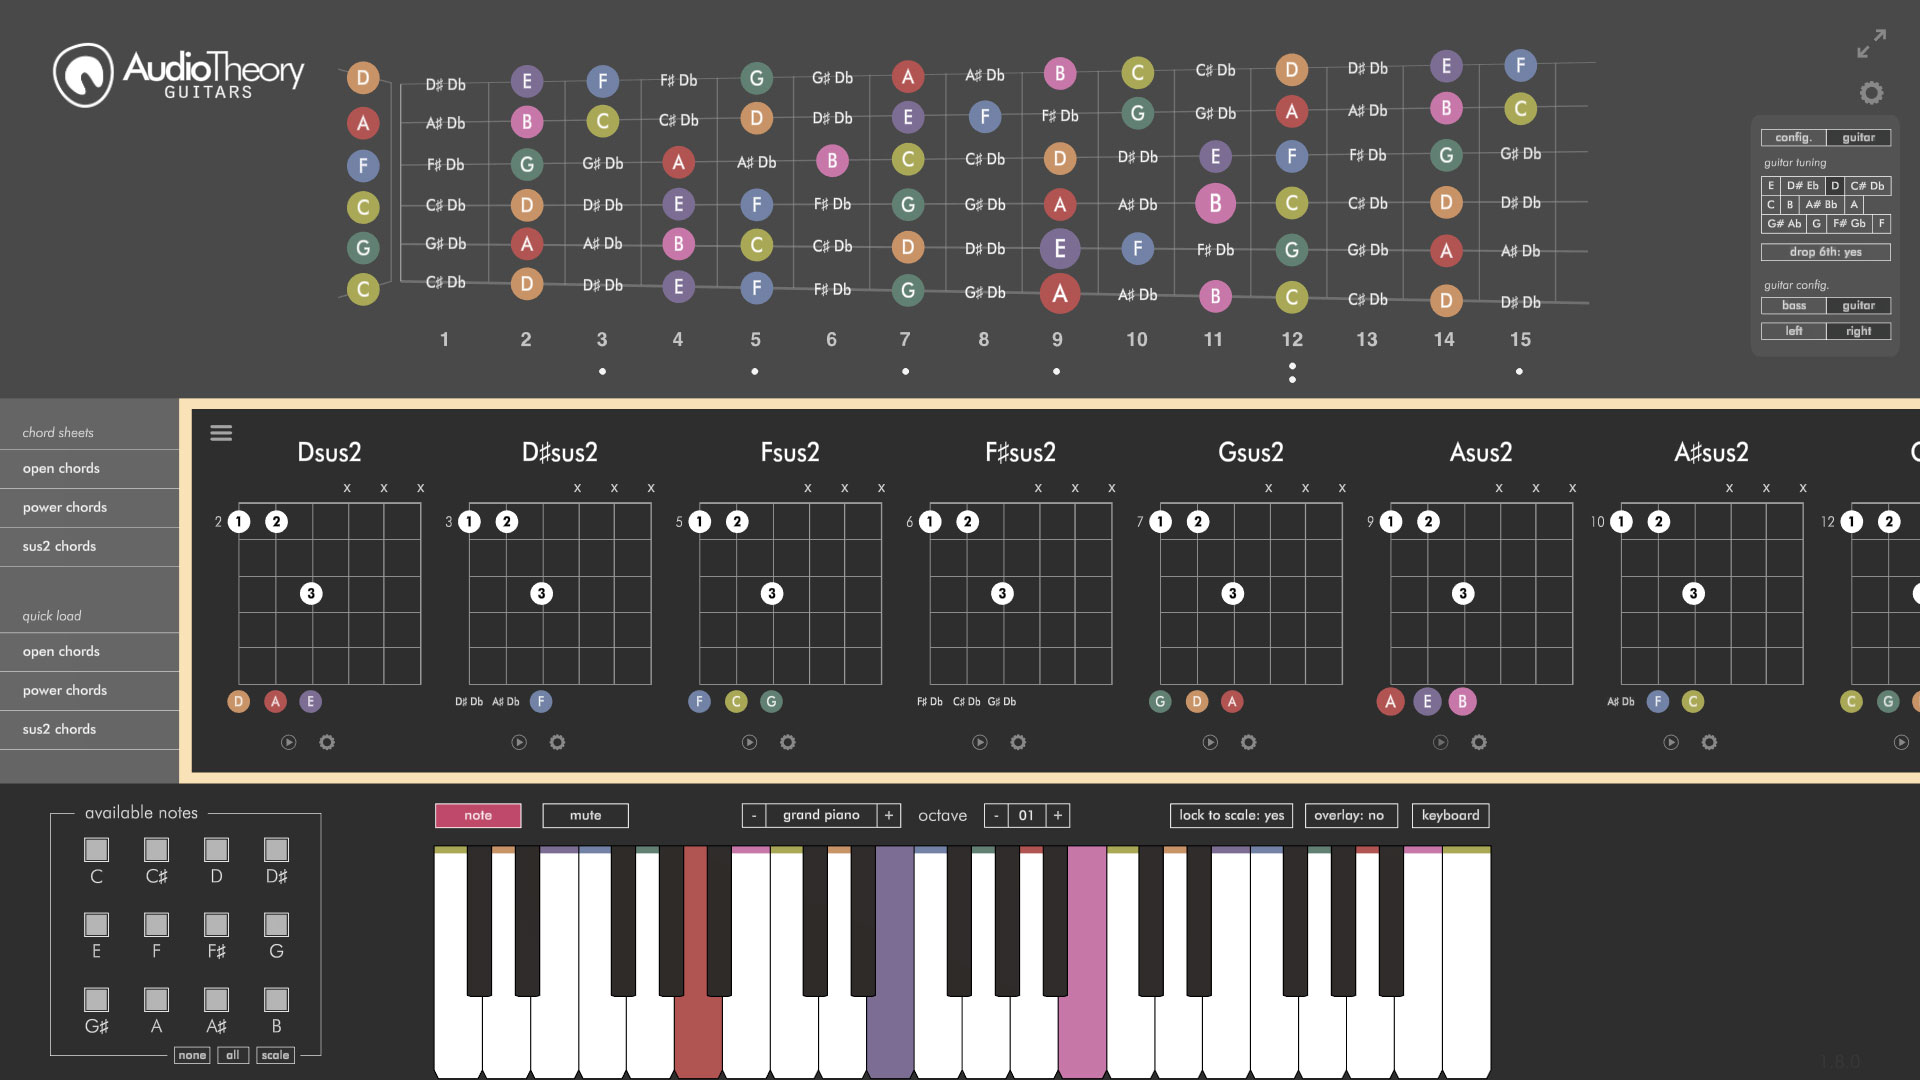 AudioTheory
GUITARS
D D♯ Db E F F♯ Db G G♯ Db A A♯ Db B C C♯ Db D D♯ Db E F
A A♯ Db B C C♯ Db D D♯ Db E F F♯ Db G G♯ Db A A♯ Db B C
F F♯ Db G G♯ Db A A♯ Db B C C♯ Db D D♯ Db E F F♯ Db G G♯ Db
C C♯ Db D D♯ Db E F F♯ Db G G♯ Db A A♯ Db B C C♯ Db D D♯ Db
G G♯ Db A A♯ Db B C C♯ Db D D♯ Db E F F♯ Db G G♯ Db A A♯ Db
C C♯ Db D D♯ Db E F F♯ Db G G♯ Db A A♯ Db B C C♯ Db D D♯ Db
1 2 3 4 5 6 7 8 9 10 11 12 13 14 15
config. guitar
guitar tuning
E D# Eb D C# Db
C B A# Bb A
G# Ab G F# Gb F
drop 6th: yes
guitar config.
bass guitar
left right
chord sheets
open chords
power chords
sus2 chords
quick load
open chords
power chords
sus2 chords
Dsus2 D♯sus2 Fsus2 F♯sus2 Gsus2 Asus2 A♯sus2
x x x x x x x x x x x x x x x x x x x x x
2 1 2 3 1 2 5 1 2 6 1 2 7 1 2 9 1 2 10 1 2 12 1 2
3 3 3 3 3 3 3
D A E D♯ Db A♯ Db F F C G F♯ Db C♯ Db G♯ Db G D A A E B A♯ Db F C C G
available notes
C C♯ D D♯
E F F♯ G
G♯ A A♯ B
none all scale
note mute - grand piano + octave - 01 + lock to scale: yes overlay: no keyboard
1.8.0